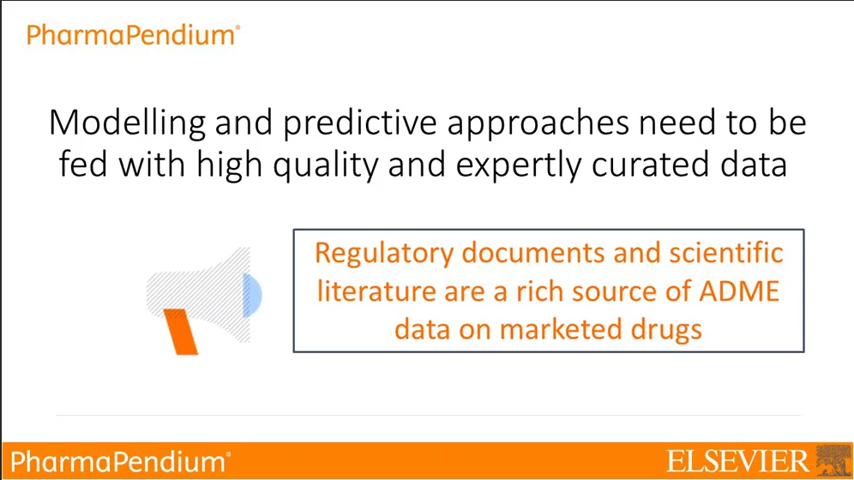 PharmaPendium®
Modelling and predictive approaches need to be
fed with high quality and expertly curated data
Regulatory documents and scientific
literature are a rich source of ADME
data on marketed drugs
PharmaPendium®
ELSEVIER